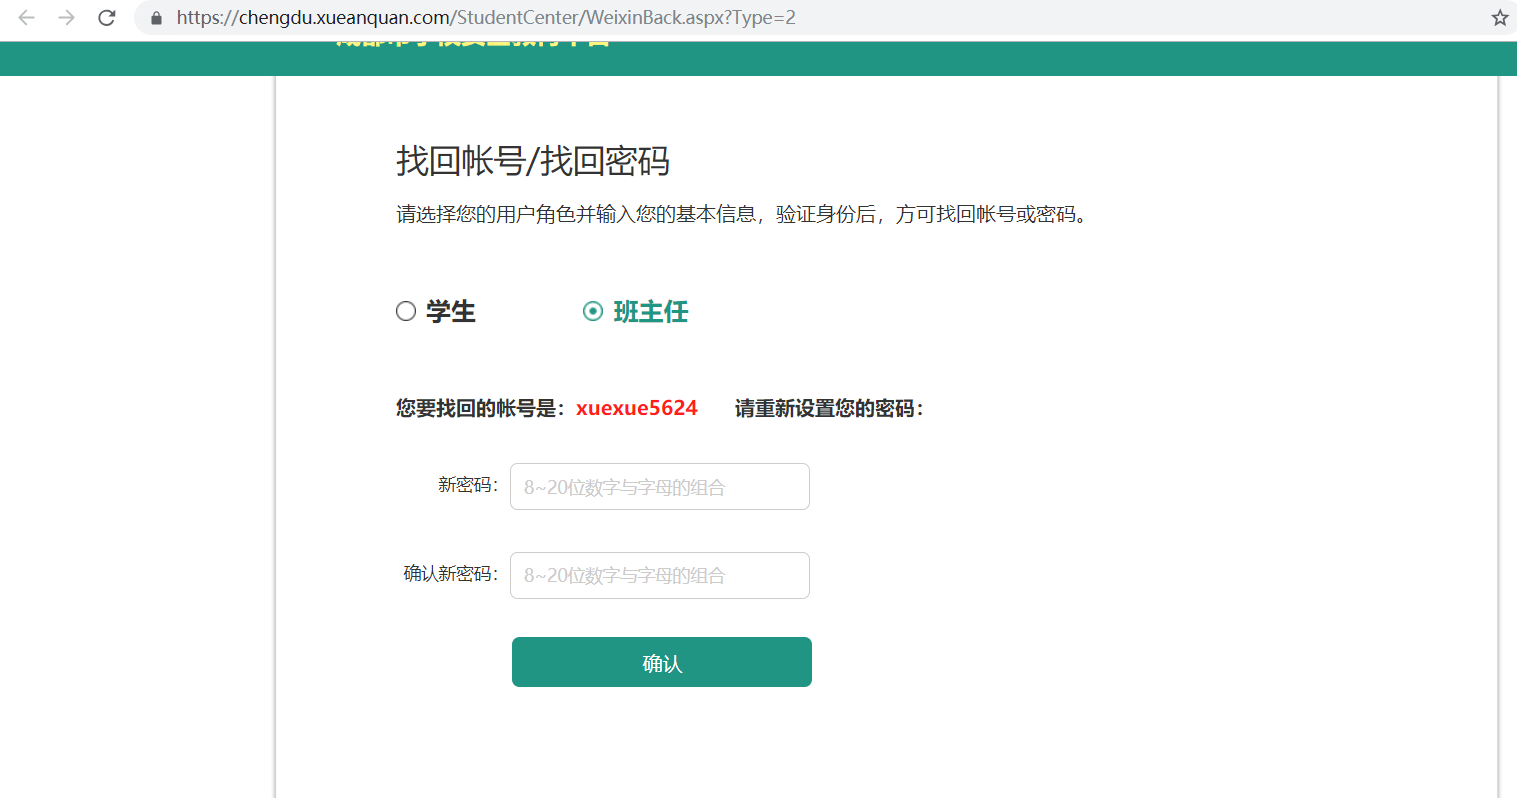 https://chengdu.xueanquan.com/StudentCenter/WeixinBack.aspx?Type=2
找回帐号/找回密码
请选择您的用户角色并输入您的基本信息，验证身份后，方可找回帐号或密码。
学生 班主任
您要找回的帐号是：xuexue5624 请重新设置您的密码：
新密码： 8~20位数字与字母的组合
确认新密码： 8~20位数字与字母的组合
确认